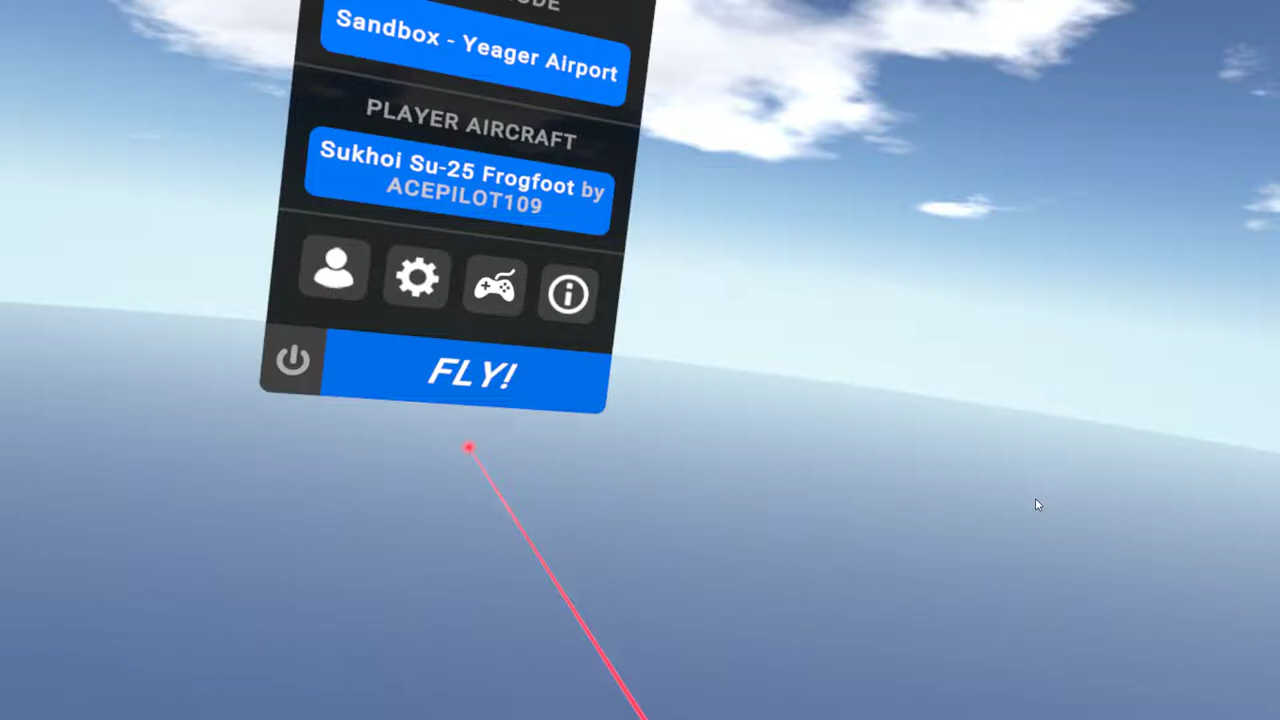 Sandbox - Yeager Airport
PLAYER AIRCRAFT
Sukhoi Su-25 Frogfoot by
ACEPILOT109
FLY!